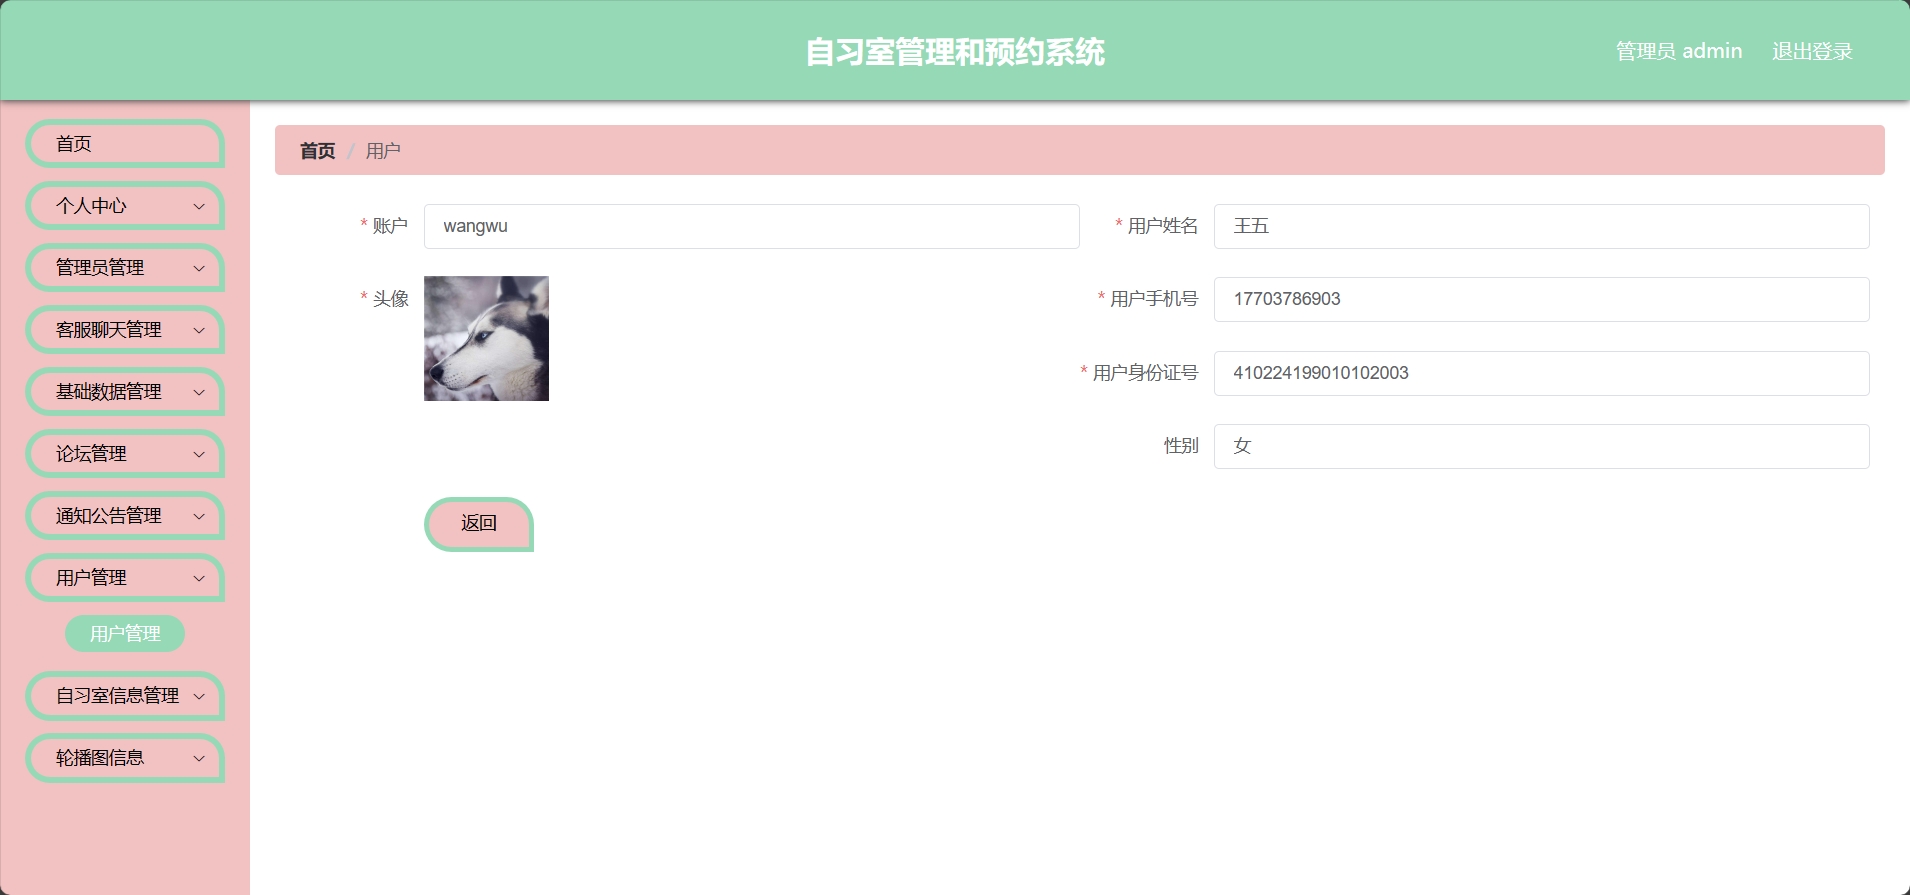 自习室管理和预约系统
管理员 admin
退出登录
首页
个人中心
管理员管理
客服聊天管理
基础数据管理
论坛管理
通知公告管理
用户管理
用户管理
自习室信息管理
轮播图信息
首页 / 用户
* 账户 wangwu
* 用户姓名 王五
* 头像
* 用户手机号 17703786903
* 用户身份证号 410224199010102003
性别 女
返回